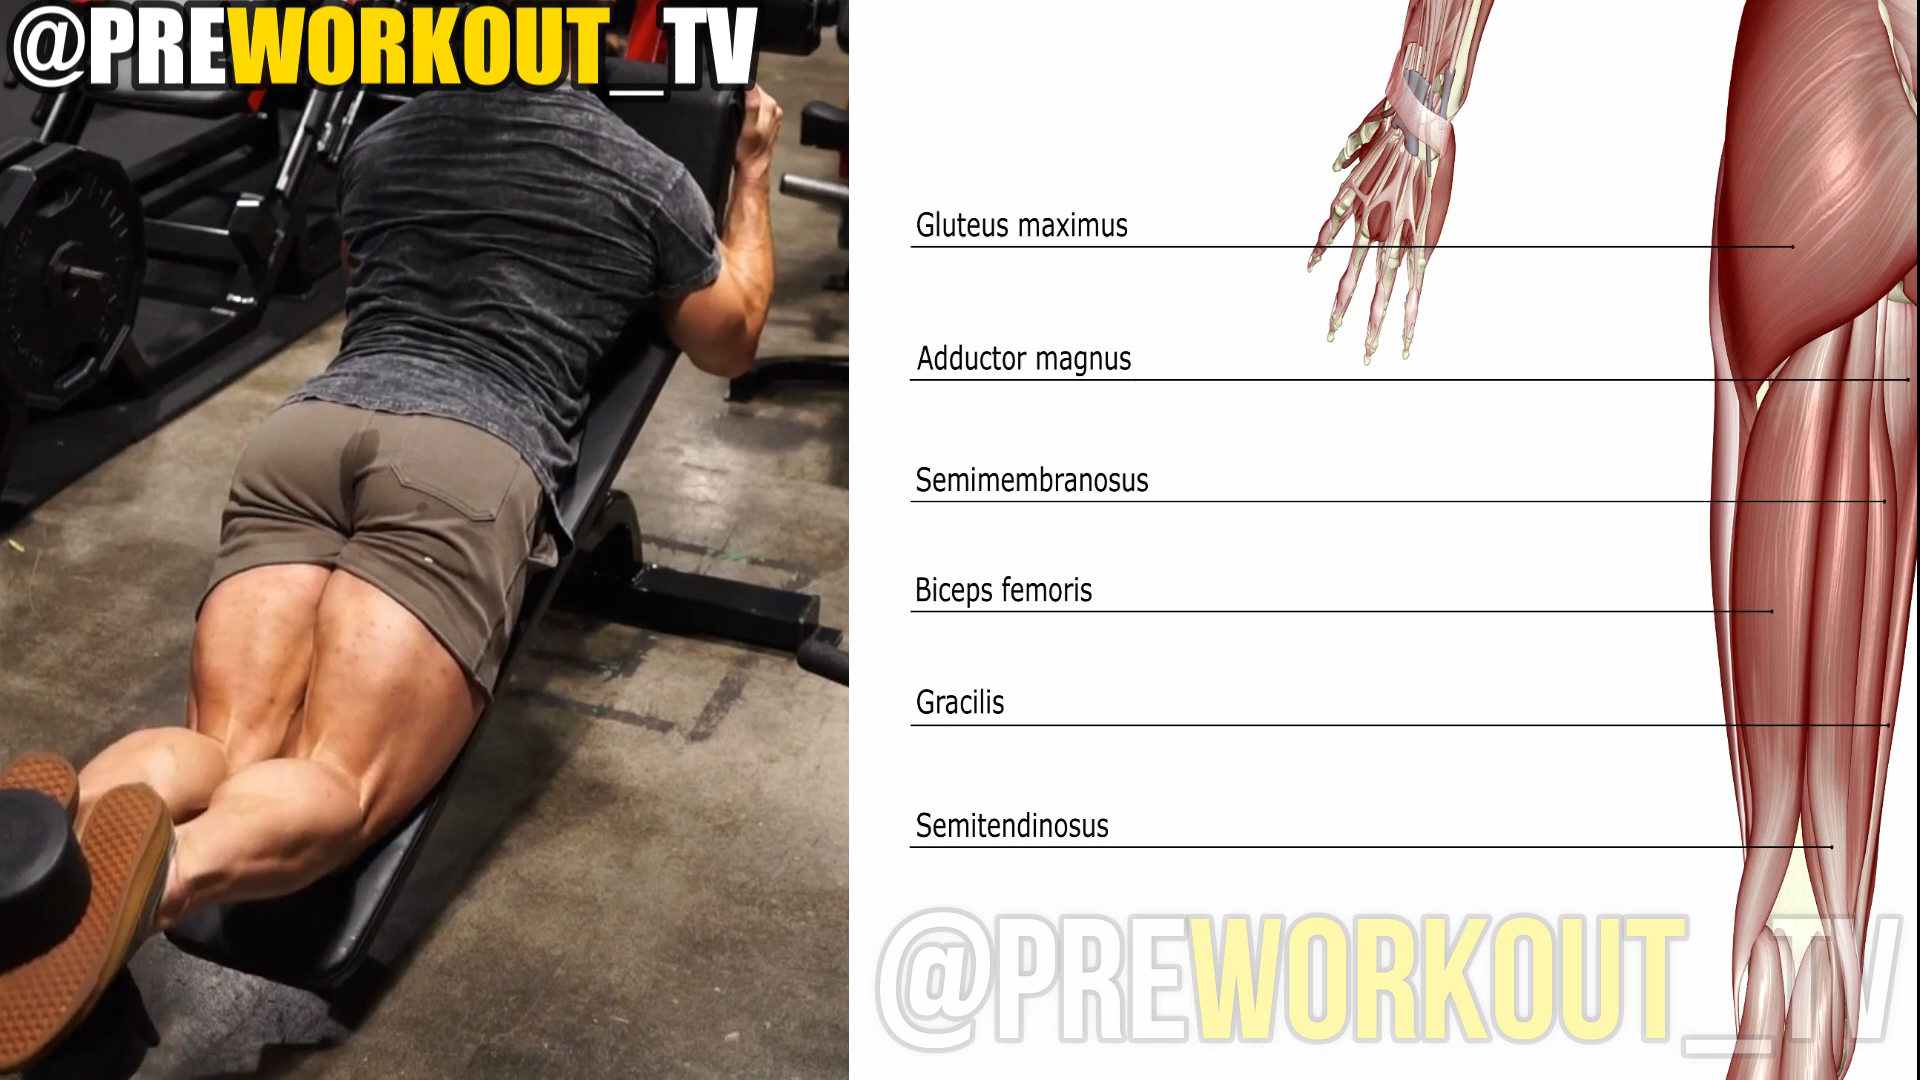 @PREWORKOUT_TV
Gluteus maximus
Adductor magnus
Semimembranosus
Biceps femoris
Gracilis
Semitendinosus
@PREWORKOUT_TV